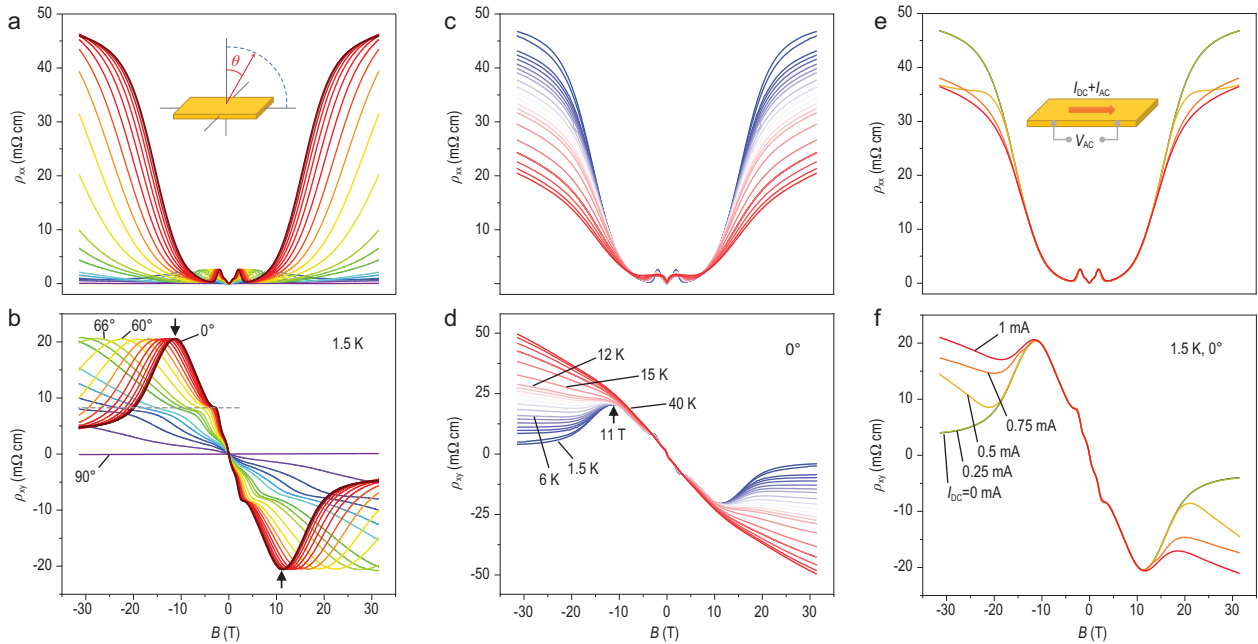 a
50
40
30
20
10
0
ρxx (mΩ cm)
θ
b
20
10
0
-10
-20
ρxy (mΩ cm)
66°
60°
0°
1.5 K
90°
-30
-20
-10
0
10
20
30
B (T)
c
50
40
30
20
10
0
ρxx (mΩ cm)
d
50
25
0
-25
-50
ρxy (mΩ cm)
0°
12 K
15 K
40 K
11 T
6 K
1.5 K
-30
-20
-10
0
10
20
30
B (T)
e
50
40
30
20
10
0
ρxx (mΩ cm)
IDC+IAC
VAC
f
20
10
0
-10
-20
ρxy (mΩ cm)
1 mA
1.5 K, 0°
0.75 mA
0.5 mA
0.25 mA
IDC=0 mA
-30
-20
-10
0
10
20
30
B (T)